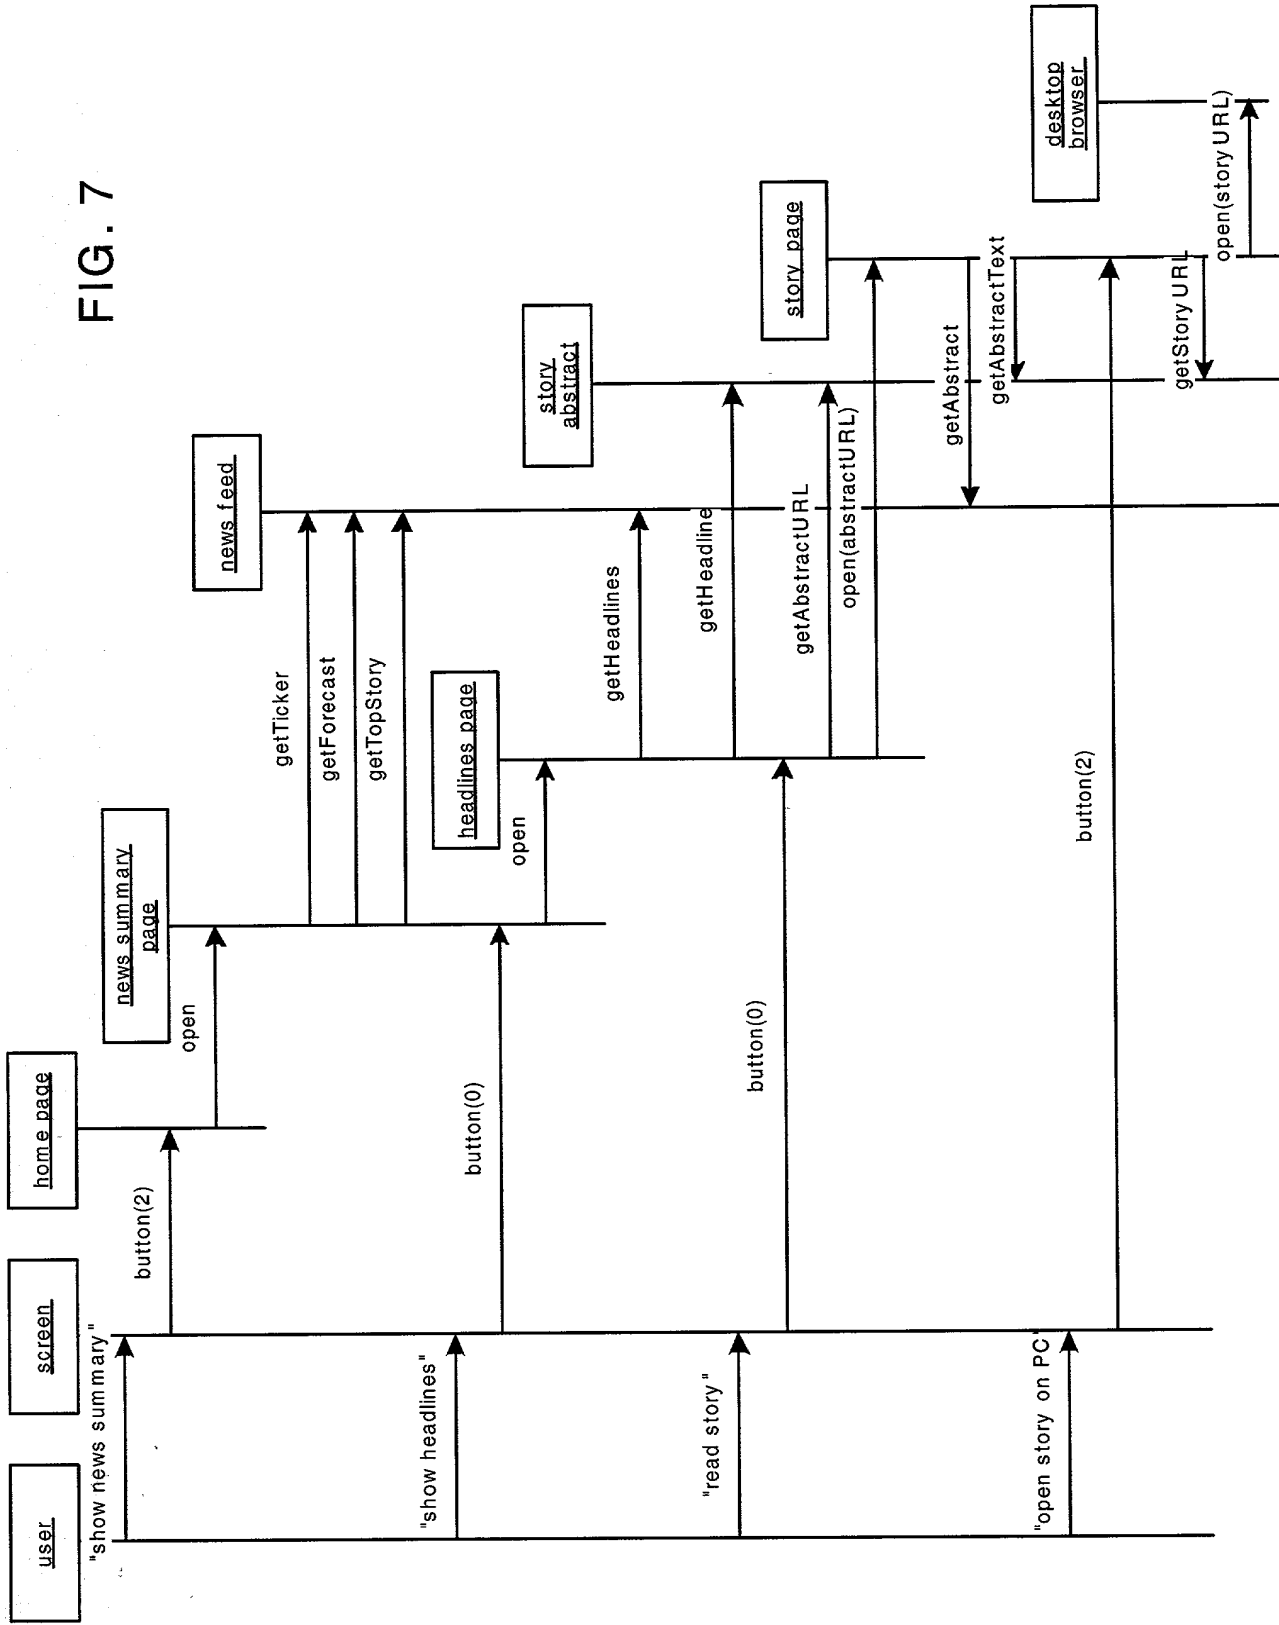 FIG. 7
user
screen
home page
news summary
page
news feed
headlines page
story
abstract
story page
desktop
browser
"show news summary"
button(2)
open
getTicker
getForecast
getTopStory
"show headlines"
button(0)
open
getHeadlines
getHeadline
"read story"
button(0)
getAbstractURL
open(abstractURL)
getAbstract
getAbstractText
"open story on PC'
button(2)
getStoryURL
open(storyURL)